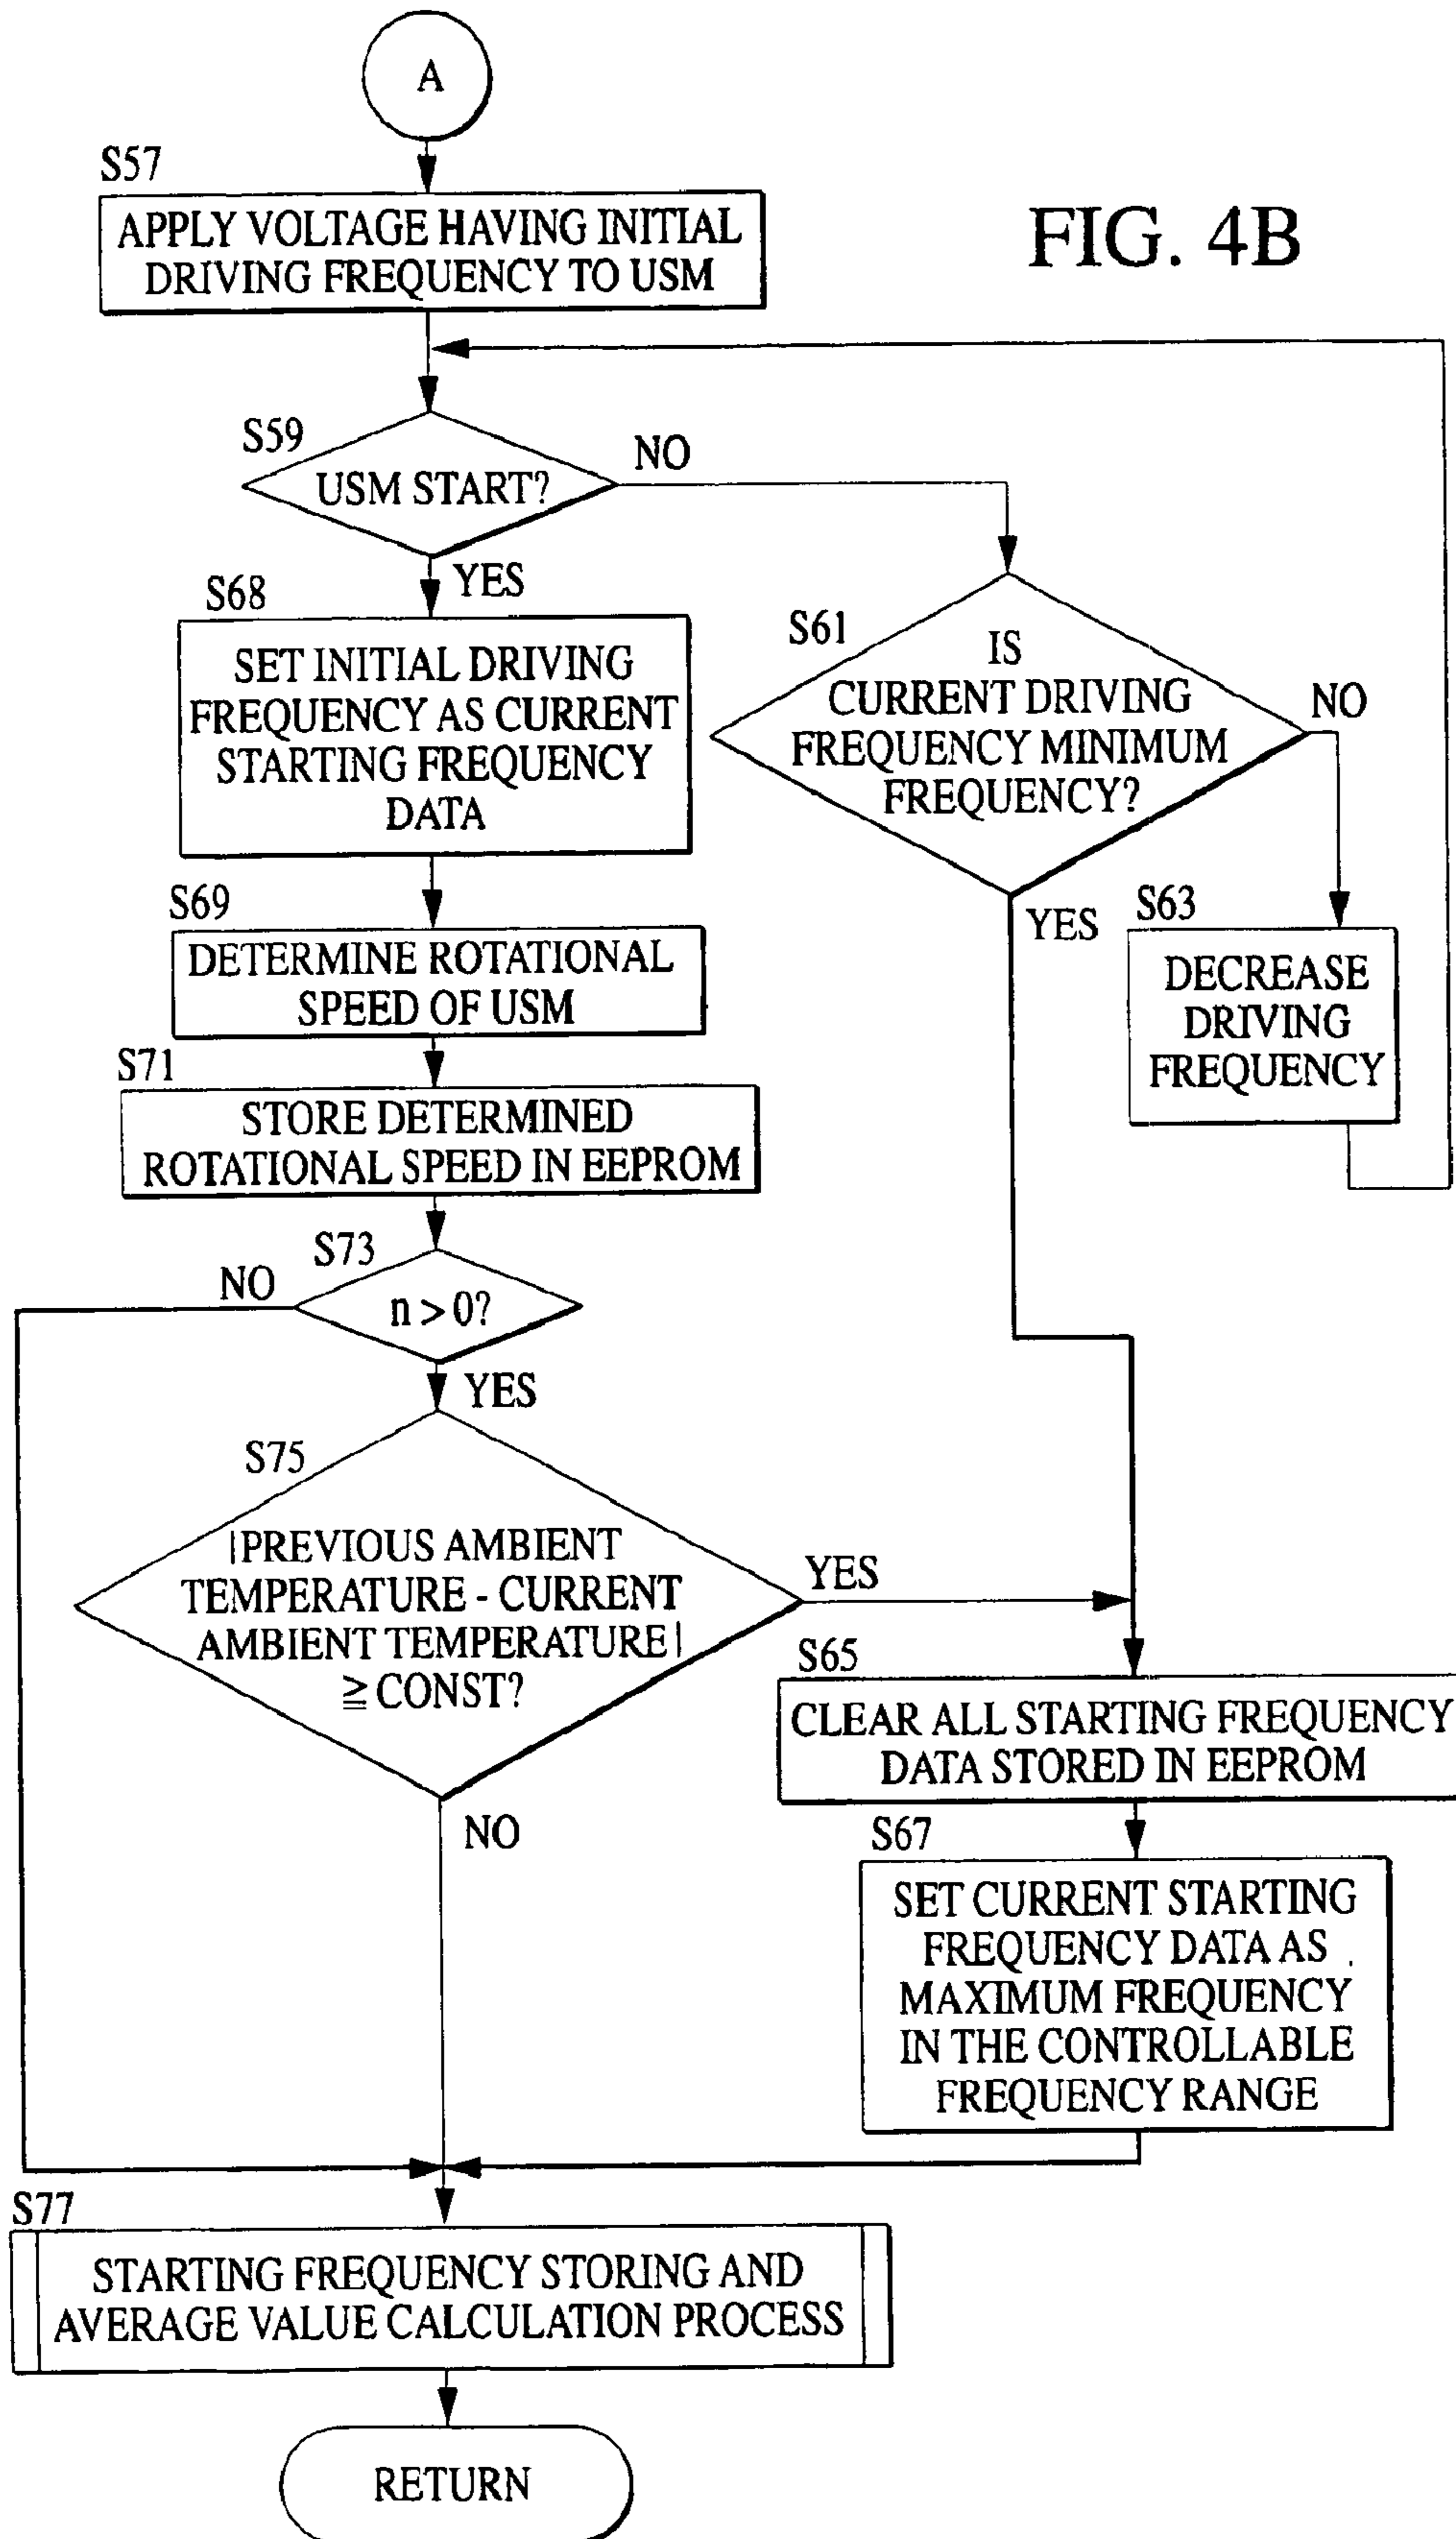 A
S57
APPLY VOLTAGE HAVING INITIAL
DRIVING FREQUENCY TO USM
FIG. 4B
S59
USM START?
NO
YES
S68
SET INITIAL DRIVING
FREQUENCY AS CURRENT
STARTING FREQUENCY
DATA
S61
IS
CURRENT DRIVING
FREQUENCY MINIMUM
FREQUENCY?
NO
YES
S63
DECREASE
DRIVING
FREQUENCY
S69
DETERMINE ROTATIONAL
SPEED OF USM
S71
STORE DETERMINED
ROTATIONAL SPEED IN EEPROM
S73
n > 0?
NO
YES
S75
|PREVIOUS AMBIENT
TEMPERATURE - CURRENT
AMBIENT TEMPERATURE|
≧ CONST?
YES
NO
S65
CLEAR ALL STARTING FREQUENCY
DATA STORED IN EEPROM
S67
SET CURRENT STARTING
FREQUENCY DATA AS
MAXIMUM FREQUENCY
IN THE CONTROLLABLE
FREQUENCY RANGE
S77
STARTING FREQUENCY STORING AND
AVERAGE VALUE CALCULATION PROCESS
RETURN